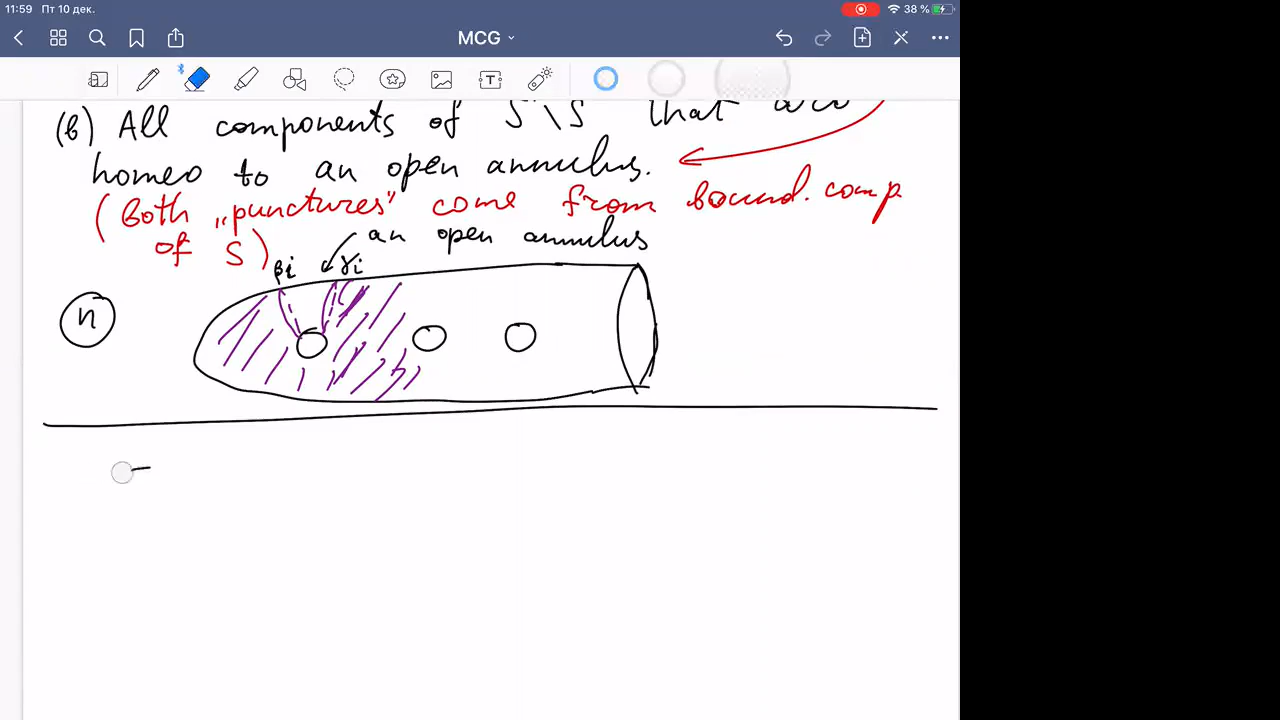 11:59 Пт 10 дек.
38 %
MCG
(b) All components of S'\S that are
homeo to an open annulus.
(Both „punctures" come from bound. comp
of S)
an open annulus
βi γi
n